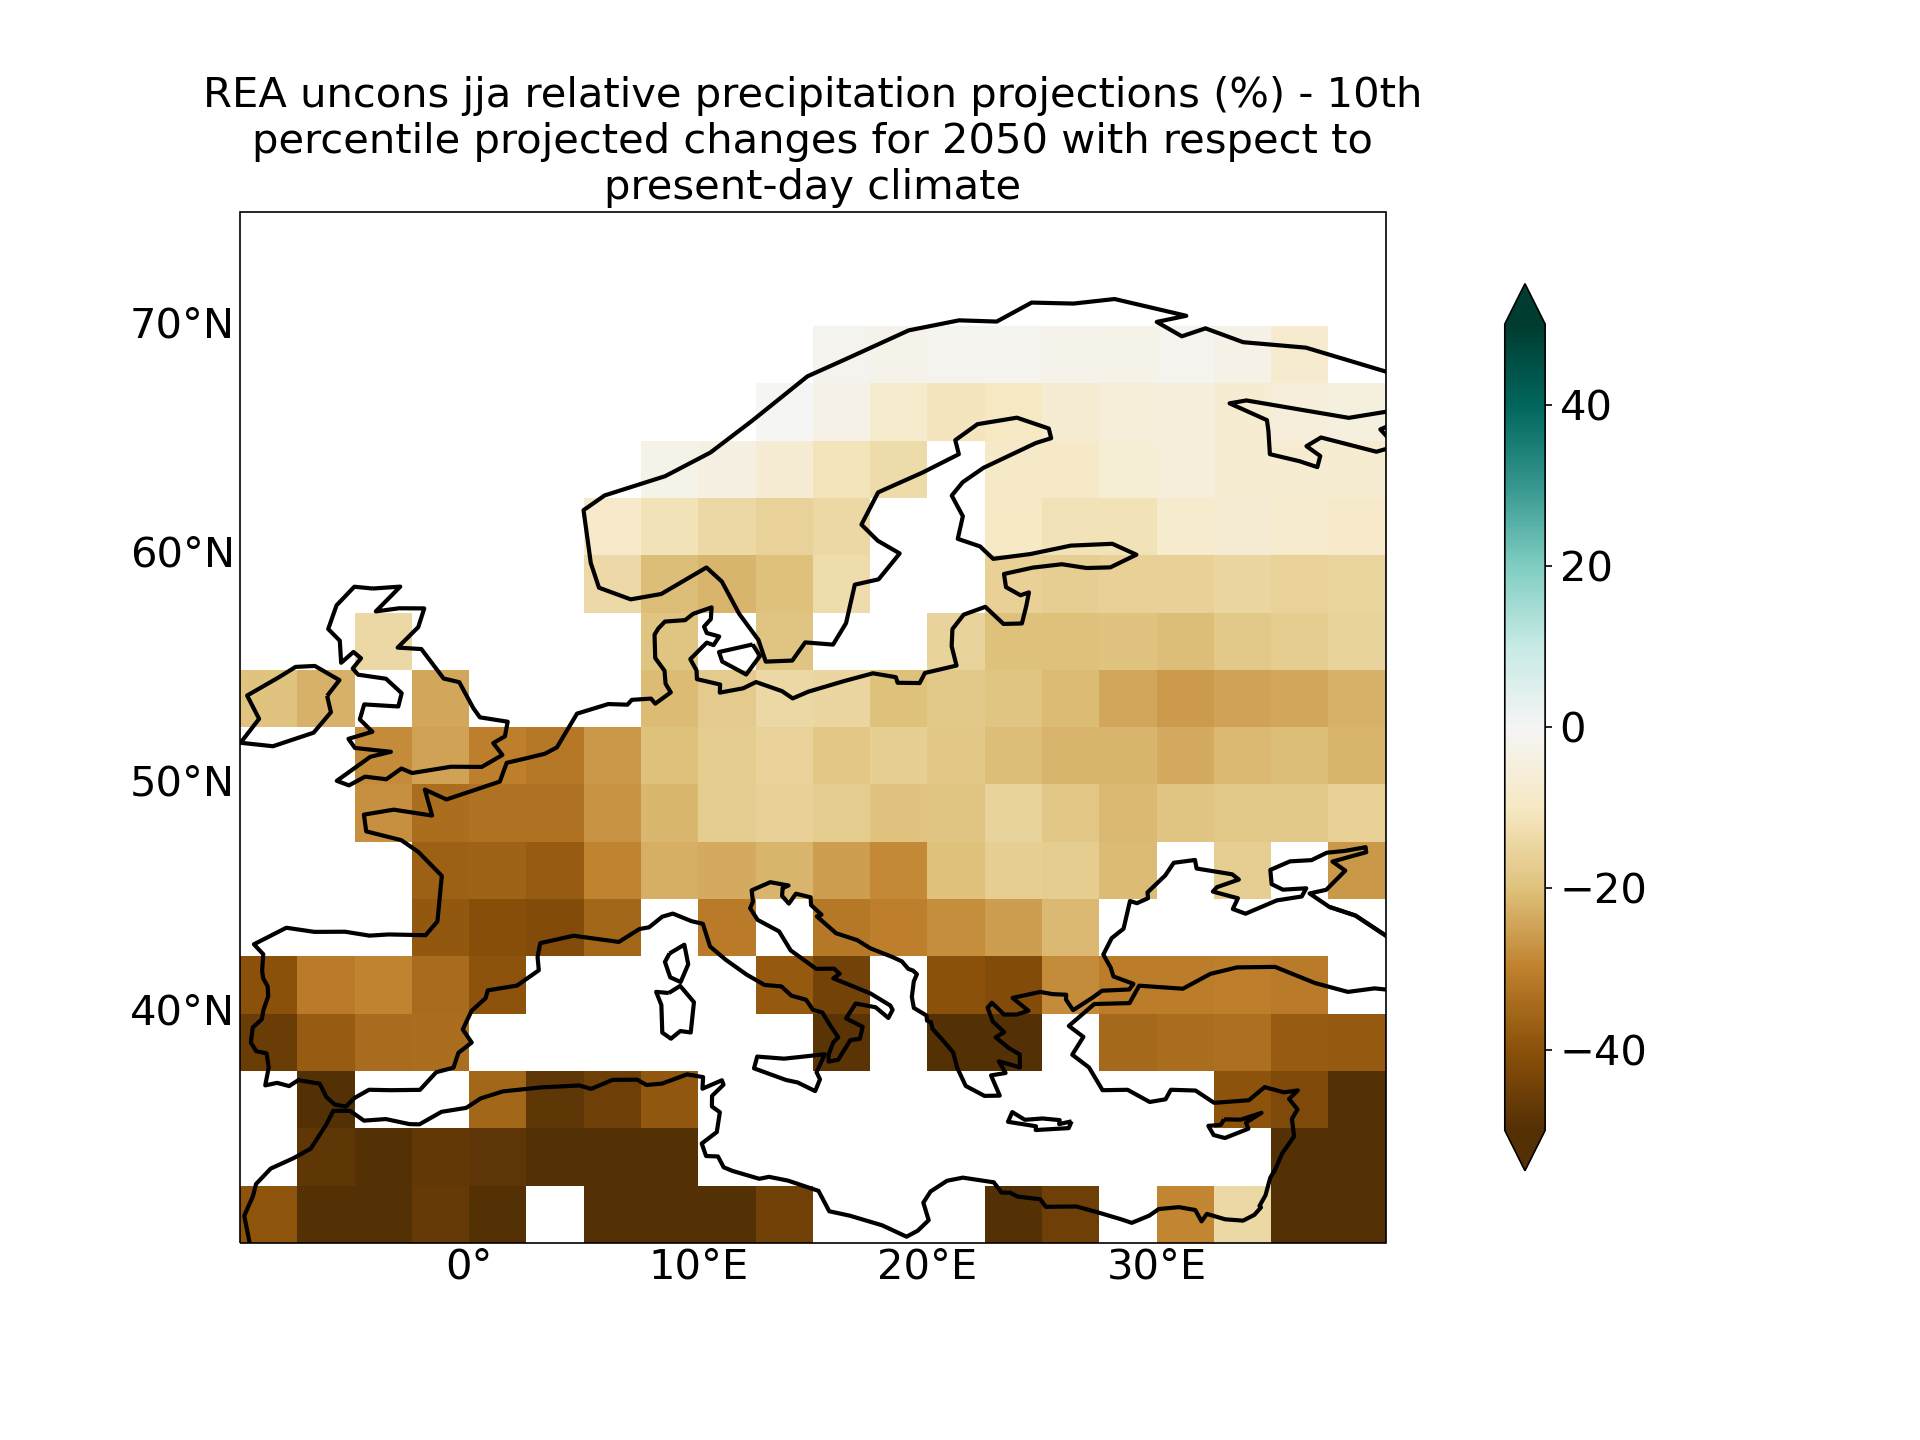 REA uncons jja relative precipitation projections (%) - 10th
percentile projected changes for 2050 with respect to
present-day climate
70°N
60°N
50°N
40°N
0°
10°E
20°E
30°E
40
20
0
−20
−40